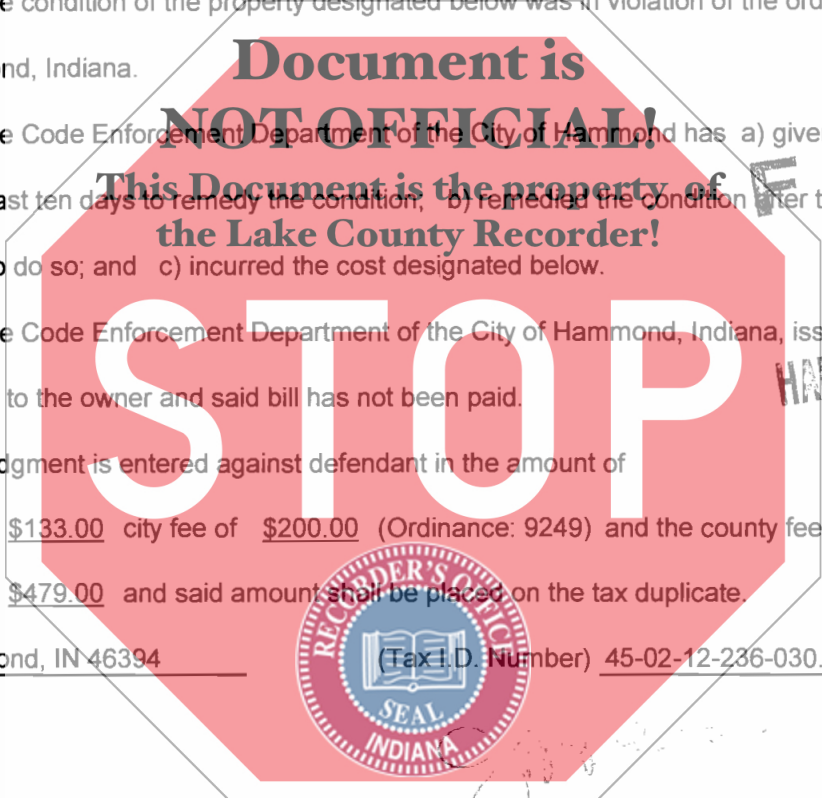 e condition of the property designated below was in violation of the ord
Document is
nd, Indiana.
NOT OFFICIAL!
e Code Enforcement Department of the City of Hammond has a) give
This Document is the property of
ast ten days to remedy the condition; b) remedied the condition after t
the Lake County Recorder!
o do so; and c) incurred the cost designated below.
STOP
e Code Enforcement Department of the City of Hammond, Indiana, iss
to the owner and said bill has not been paid.
dgment is entered against defendant in the amount of
$133.00 city fee of $200.00 (Ordinance: 9249) and the county fee
$479.00 and said amount shall be placed on the tax duplicate.
ond, IN 46394 (Tax I.D. Number) 45-02-12-236-030.
RECORDER'S OFFICE
SEAL
INDIANA